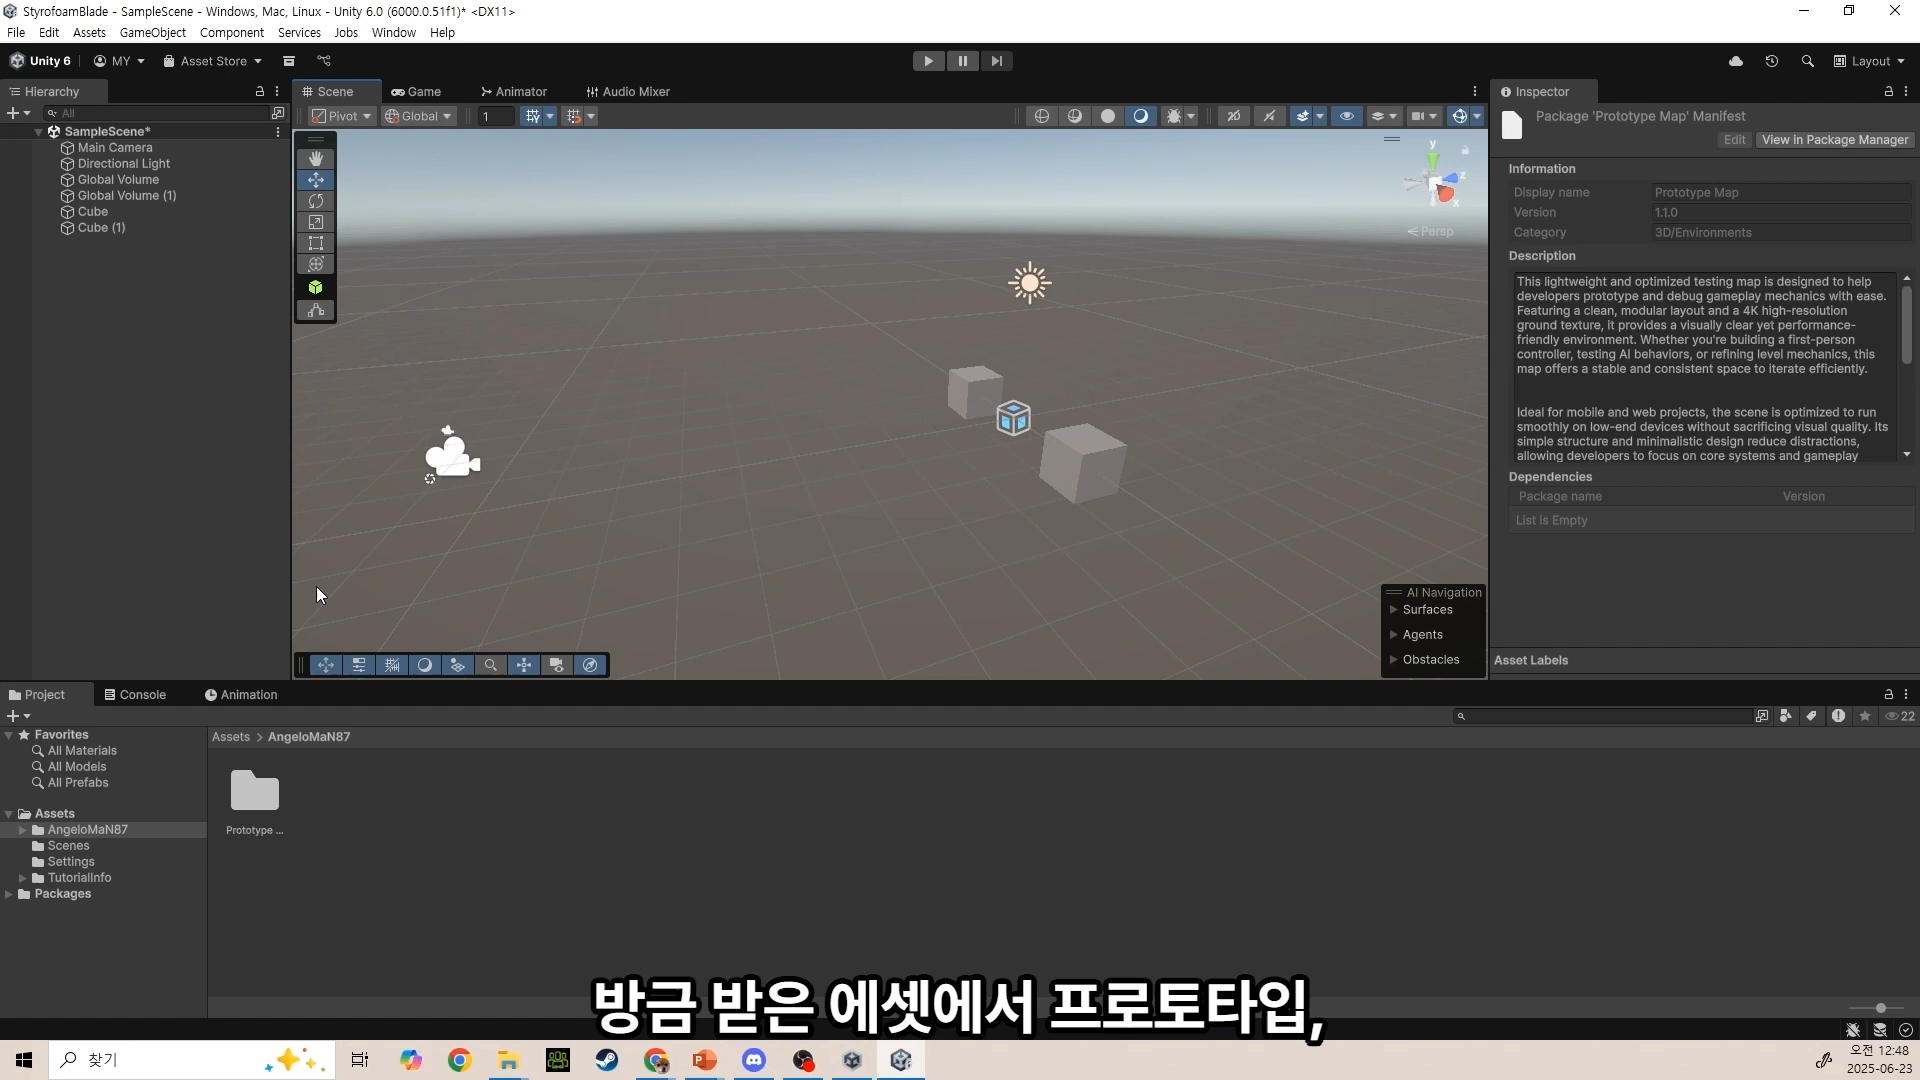 StyrofoamBlade - SampleScene - Windows, Mac, Linux - Unity 6.0 (6000.0.51f1)* <DX11>
File Edit Assets GameObject Component Services Jobs Window Help
Unity 6 MY Asset Store Layout
Hierarchy
All
SampleScene*
Main Camera
Directional Light
Global Volume
Global Volume (1)
Cube
Cube (1)
Scene Game Animator Audio Mixer
Pivot Global 1 2D
y
z
x
Persp
AI Navigation
Surfaces
Agents
Obstacles
Inspector
Package 'Prototype Map' Manifest
Edit View in Package Manager
Information
Display name Prototype Map
Version 1.1.0
Category 3D/Environments
Description
This lightweight and optimized testing map is designed to help
developers prototype and debug gameplay mechanics with ease.
Featuring a clean, modular layout and a 4K high-resolution
ground texture, it provides a visually clear yet performance-
friendly environment. Whether you're building a first-person
controller, testing AI behaviors, or refining level mechanics, this
map offers a stable and consistent space to iterate efficiently.
Ideal for mobile and web projects, the scene is optimized to run
smoothly on low-end devices without sacrificing visual quality. Its
simple structure and minimalistic design reduce distractions,
allowing developers to focus on core systems and gameplay
Dependencies
Package name Version
List is Empty
Asset Labels
Project Console Animation
22
Favorites
All Materials
All Models
All Prefabs
Assets
AngeloMaN87
Scenes
Settings
TutorialInfo
Packages
Assets > AngeloMaN87
Prototype ...
방금 받은 에셋에서 프로토타입,
찾기
오전 12:48
2025-06-23